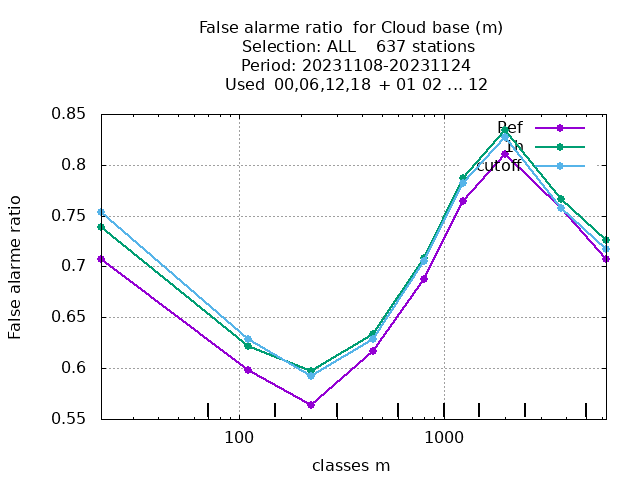 False alarme ratio  for Cloud base (m)
Selection: ALL    637 stations
Period: 20231108-20231124
Used  00,06,12,18 + 01 02 ... 12
0.85
0.8
0.75
0.7
0.65
0.6
0.55
False alarme ratio
Ref
1h
cutoff
100
1000
classes m